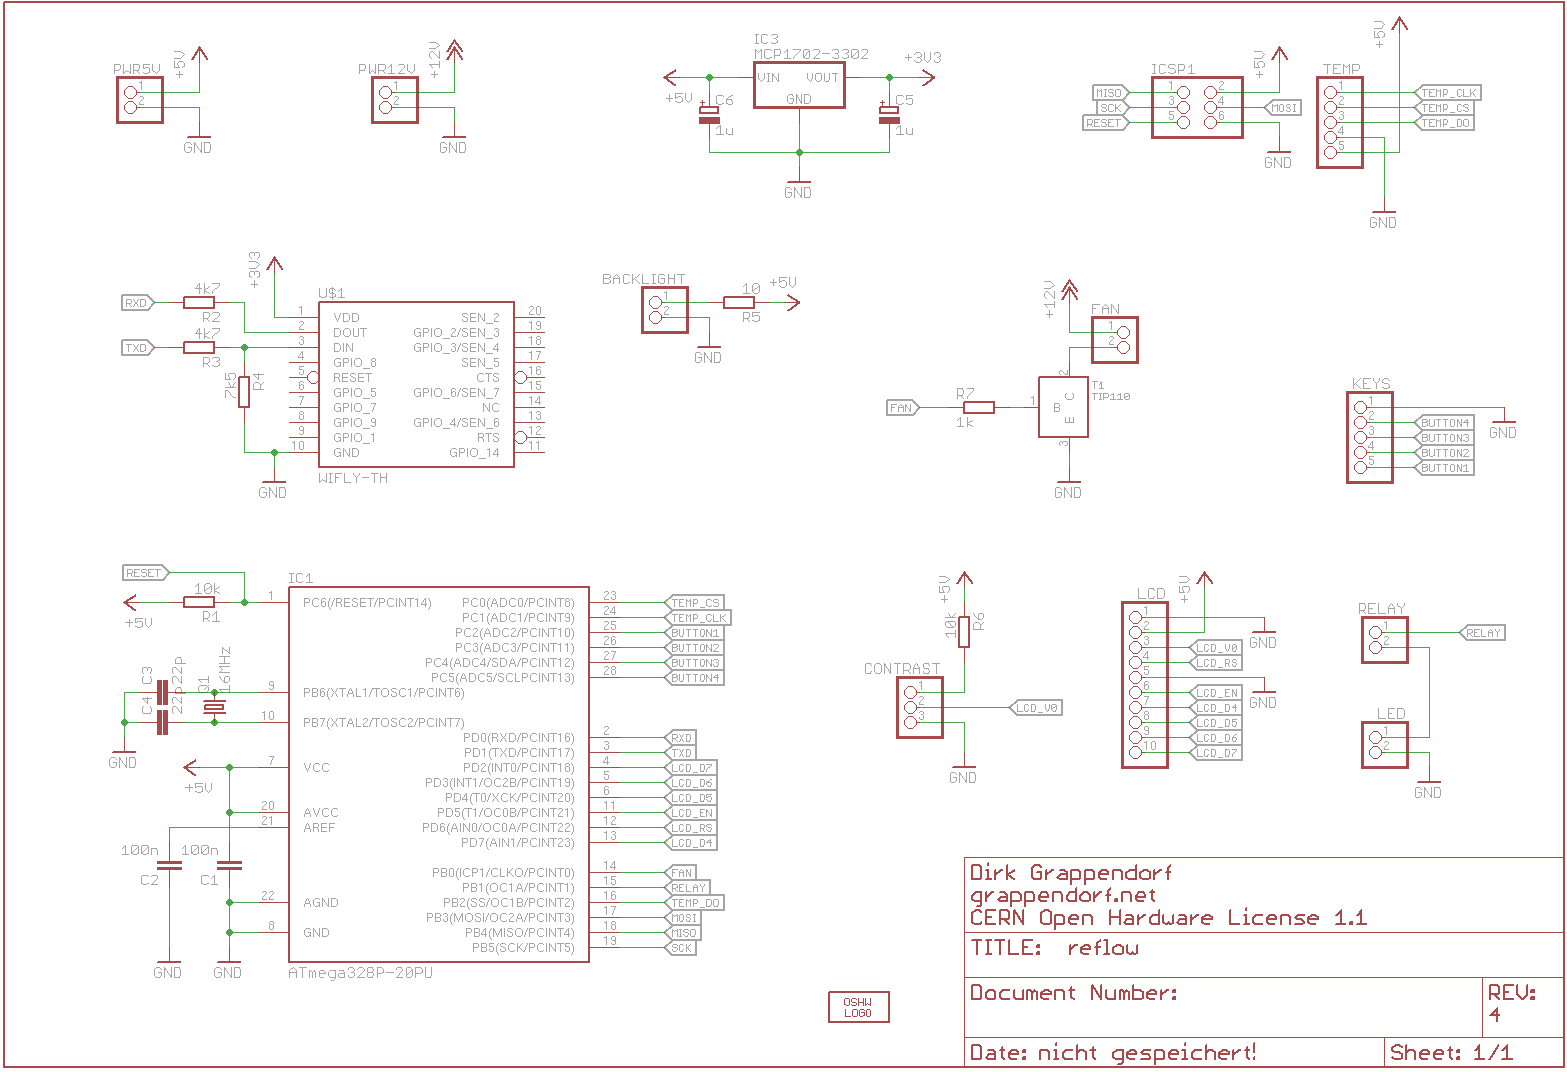 PWR5V
1
2
+5V
GND
PWR12V
1
2
+12V
GND
IC3
MCP1702-3302
VIN
VOUT
GND
+5V
+3V3
C6
1u
C5
1u
GND
ICSP1
MISO
SCK
RESET
1
3
5
2
4
6
MOSI
+5V
GND
TEMP
1
2
3
4
5
+5V
TEMP_CLK
TEMP_CS
TEMP_DO
GND
RXD
4k7
R2
TXD
4k7
R3
7k5
R4
+3V3
GND
U$1
1
2
3
4
5
6
7
8
9
10
VDD
DOUT
DIN
GPIO_8
RESET
GPIO_5
GPIO_7
GPIO_9
GPIO_1
GND
SEN_2
GPIO_2/SEN_3
GPIO_3/SEN_4
SEN_5
CTS
GPIO_6/SEN_7
NC
GPIO_4/SEN_6
RTS
GPIO_14
20
19
18
17
16
15
14
13
12
11
WIFLY-TH
BACKLIGHT
1
2
10
R5
+5V
GND
+12V
FAN
1
2
FAN
R7
1k
1
2
3
B
C
E
T1
TIP110
GND
KEYS
1
2
3
4
5
GND
BUTTON4
BUTTON3
BUTTON2
BUTTON1
RESET
10k
R1
+5V
C3
22p
C4
22p
Q1
16MHz
GND
+5V
100n
C2
100n
C1
GND
GND
IC1
1
9
10
7
20
21
22
8
PC6(/RESET/PCINT14)
PB6(XTAL1/TOSC1/PCINT6)
PB7(XTAL2/TOSC2/PCINT7)
VCC
AVCC
AREF
AGND
GND
PC0(ADC0/PCINT8) 23 TEMP_CS
PC1(ADC1/PCINT9) 24 TEMP_CLK
PC2(ADC2/PCINT10) 25 BUTTON1
PC3(ADC3/PCINT11) 26 BUTTON2
PC4(ADC4/SDA/PCINT12) 27 BUTTON3
PC5(ADC5/SCLPCINT13) 28 BUTTON4
PD0(RXD/PCINT16) 2 RXD
PD1(TXD/PCINT17) 3 TXD
PD2(INT0/PCINT18) 4 LCD_D7
PD3(INT1/OC2B/PCINT19) 5 LCD_D6
PD4(T0/XCK/PCINT20) 6 LCD_D5
PD5(T1/OC0B/PCINT21) 11 LCD_EN
PD6(AIN0/OC0A/PCINT22) 12 LCD_RS
PD7(AIN1/PCINT23) 13 LCD_D4
PB0(ICP1/CLKO/PCINT0) 14 FAN
PB1(OC1A/PCINT1) 15 RELAY
PB2(SS/OC1B/PCINT2) 16 TEMP_DO
PB3(MOSI/OC2A/PCINT3) 17 MOSI
PB4(MISO/PCINT4) 18 MISO
PB5(SCK/PCINT5) 19 SCK
ATmega328P-20PU
+5V
10k
R6
CONTRAST
1
2
3
LCD_V0
GND
LCD
1
2
3
4
5
6
7
8
9
10
+5V
GND
LCD_V0
LCD_RS
GND
LCD_EN
LCD_D4
LCD_D5
LCD_D6
LCD_D7
RELAY
1
2
RELAY
LED
1
2
GND
OSHW
LOGO
Dirk Grappendorf
grappendorf.net
CERN Open Hardware License 1.1
TITLE: reflow
Document Number:
REV:
4
Date: nicht gespeichert!
Sheet: 1/1